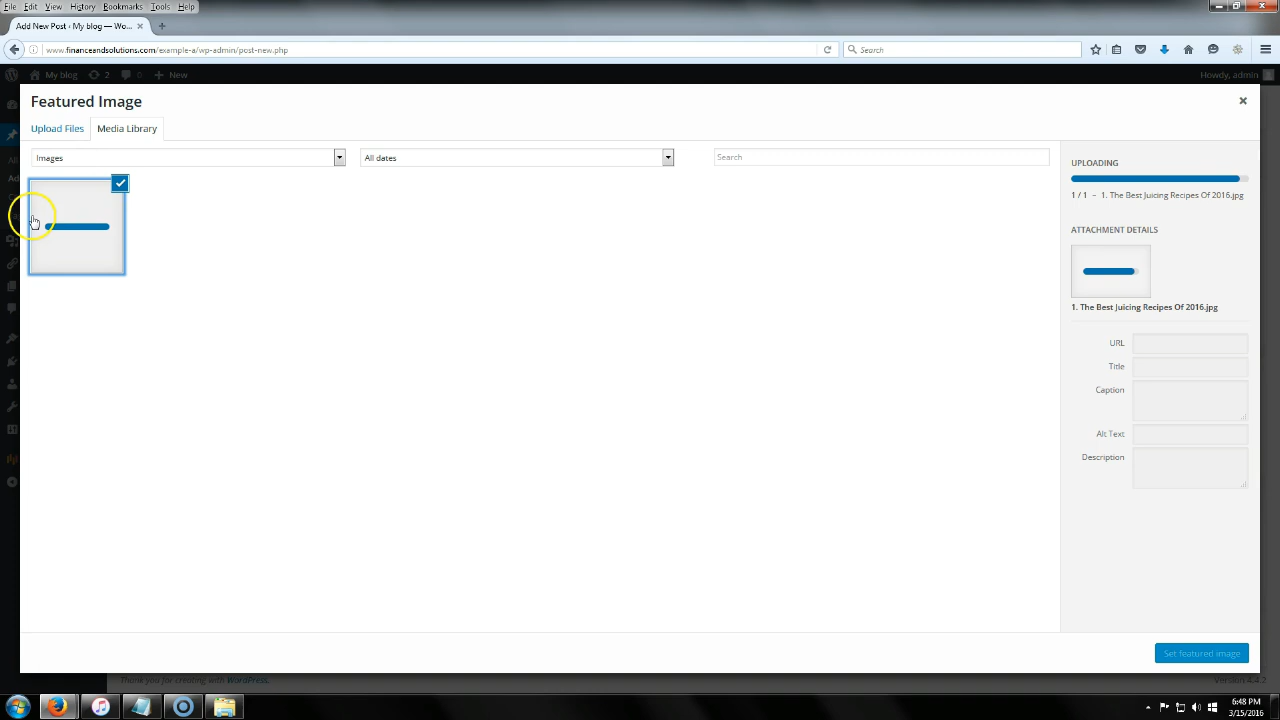 File Edit View History Bookmarks Tools Help
Add New Post ‹ My blog — Wo...
www.financeandsolutions.com/example-a/wp-admin/post-new.php
Search
My blog 2 0 New
Howdy, admin
Featured Image
Upload Files Media Library
Images
All dates
Search
UPLOADING
1 / 1 – 1. The Best Juicing Recipes Of 2016.jpg
ATTACHMENT DETAILS
1. The Best Juicing Recipes Of 2016.jpg
URL
Title
Caption
Alt Text
Description
Set featured image
Thank you for creating with WordPress.
Version 4.4.2
6:48 PM
3/15/2016